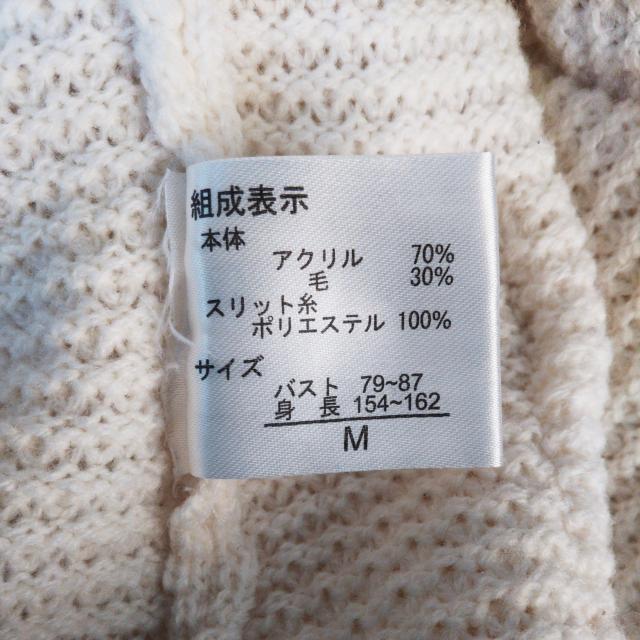 組成表示
本体
アクリル 70%
毛 30%
スリット糸
ポリエステル 100%
サイズ
バスト 79~87
身長 154~162
M